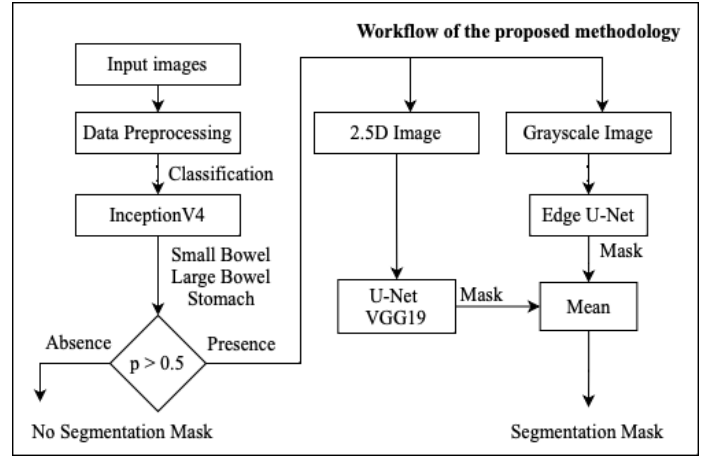 Workflow of the proposed methodology
Input images
Data Preprocessing
Classification
InceptionV4
Small Bowel
Large Bowel
Stomach
Absence
p > 0.5
Presence
No Segmentation Mask
2.5D Image
Grayscale Image
Edge U-Net
Mask
U-Net
VGG19
Mask
Mean
Segmentation Mask